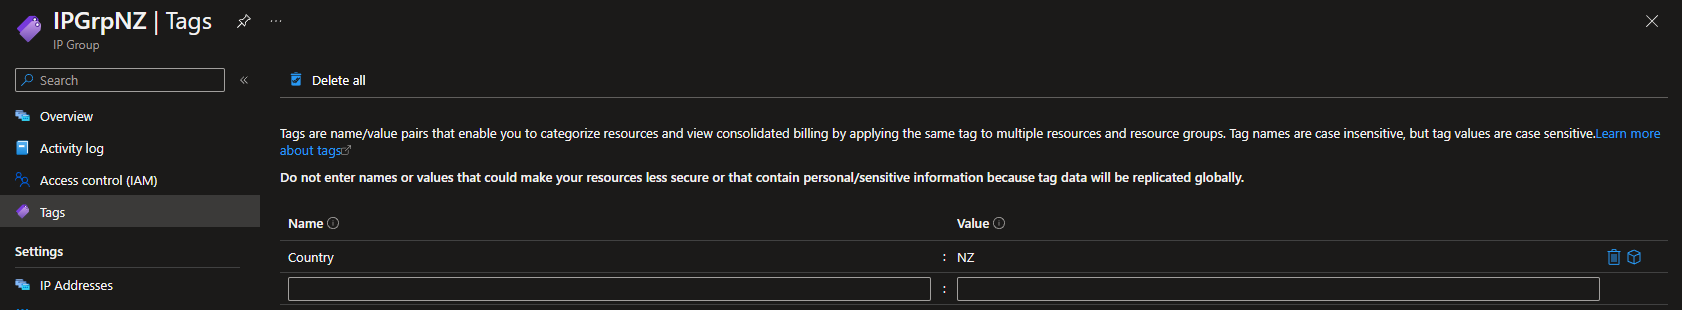 IPGrpNZ | Tags
IP Group
Search
Overview
Activity log
Access control (IAM)
Tags
Settings
IP Addresses
Delete all
Tags are name/value pairs that enable you to categorize resources and view consolidated billing by applying the same tag to multiple resources and resource groups. Tag names are case insensitive, but tag values are case sensitive.Learn more
about tags
Do not enter names or values that could make your resources less secure or that contain personal/sensitive information because tag data will be replicated globally.
Name Value
Country : NZ
: